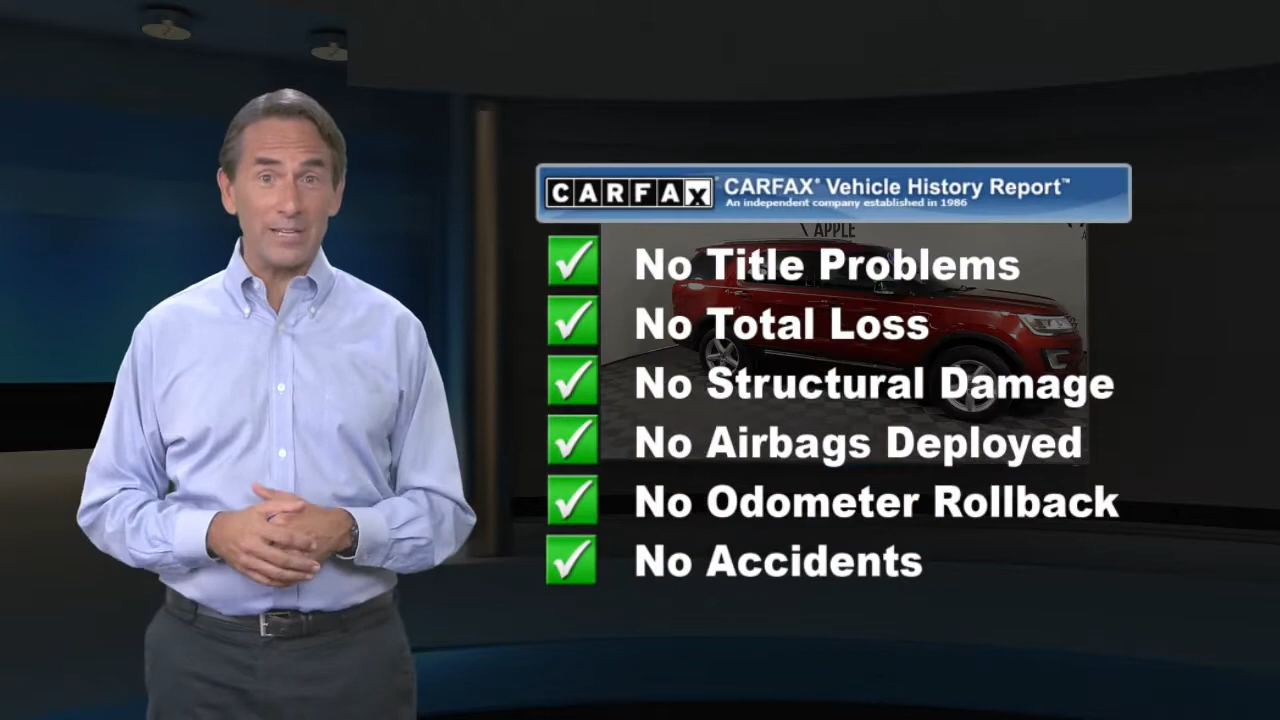 CARFAX
CARFAX® Vehicle History Report™
An independent company established in 1986
APPLE
No Title Problems
No Total Loss
No Structural Damage
No Airbags Deployed
No Odometer Rollback
No Accidents